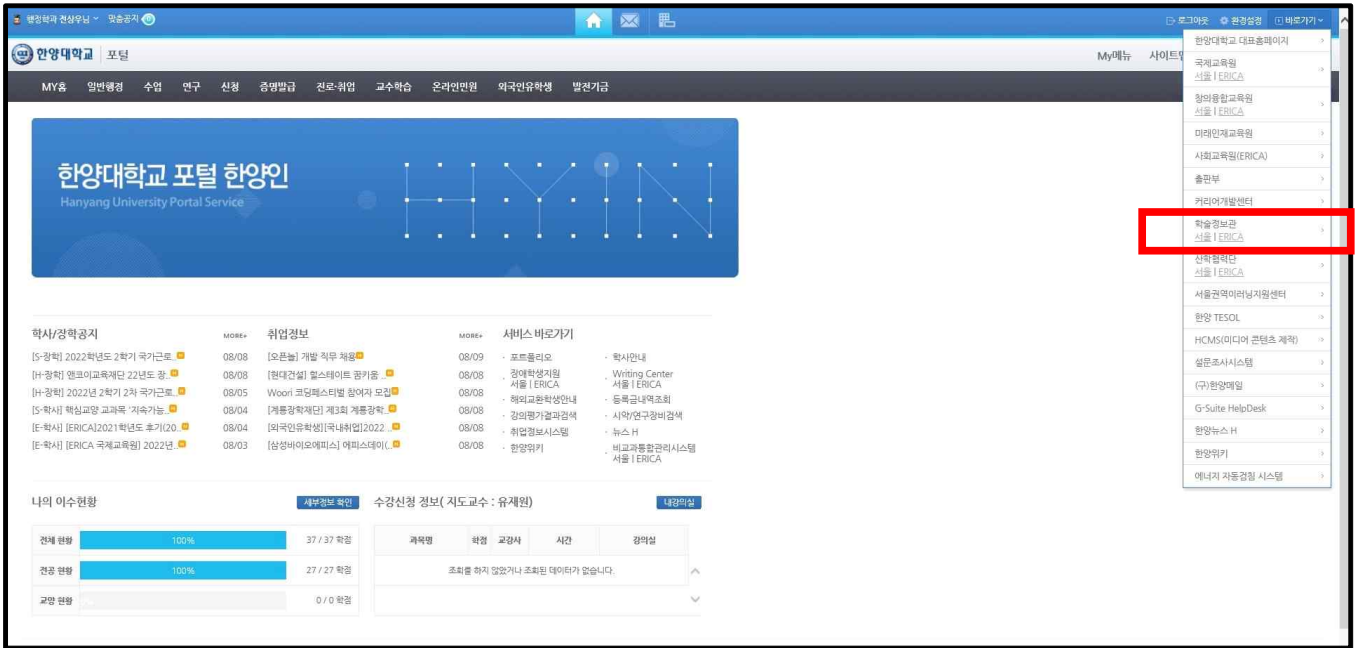 행정학과 전상우님 맞춤공지
로그아웃 환경설정 바로가기
한양대학교 포털
My메뉴 사이트맵
MY홈 일반행정 수업 연구 신청 증명발급 진로·취업 교수학습 온라인민원 외국인유학생 발전기금
한양대학교 포털 한양인
Hanyang University Portal Service
한양대학교 대표홈페이지
국제교육원
서울 | ERICA
창의융합교육원
서울 | ERICA
미래인재교육원
사회교육원(ERICA)
출판부
커리어개발센터
학술정보관
서울 | ERICA
산학협력단
서울 | ERICA
서울권역이러닝지원센터
한양 TESOL
HCMS(미디어 콘텐츠 제작)
설문조사시스템
(구)한양메일
G-Suite HelpDesk
한양뉴스 H
한양위키
에너지 자동검침 시스템
학사/장학공지 MORE+
[S-장학] 2022학년도 2학기 국가근로.. 08/08
[H-장학] 앤코이교육재단 22년도 장.. 08/08
[H-장학] 2022년 2학기 2차 국가근로.. 08/05
[S-학사] 핵심교양 교과목 '지속가능.. 08/04
[E-학사] [ERICA]2021학년도 후기(20.. 08/04
[E-학사] [ERICA 국제교육원] 2022년.. 08/03
취업정보 MORE+
[오픈놀] 개발 직무 채용 08/09
[현대건설] 힐스테이트 꿈키움 .. 08/08
Woori 코딩페스티벌 참여자 모집 08/08
[계룡장학재단] 제3회 계룡장학.. 08/08
[외국인유학생][국내취업]2022 .. 08/08
[삼성바이오에피스] 에피스데이(.. 08/08
서비스 바로가기
· 포트폴리오 · 학사안내
· 장애학생지원 · Writing Center
서울 | ERICA 서울 | ERICA
· 해외교환학생안내 · 등록금내역조회
· 강의평가결과검색 · 시약/연구장비검색
· 취업정보시스템 · 뉴스 H
· 한양위키 · 비교과통합관리시스템
서울 | ERICA
나의 이수현황 세부정보 확인
전체 현황 100% 37 / 37 학점
전공 현황 100% 27 / 27 학점
교양 현황 0 / 0 학점
수강신청 정보( 지도교수 : 유재원) 내강의실
과목명 학점 교강사 시간 강의실
조회를 하지 않았거나 조회된 데이터가 없습니다.